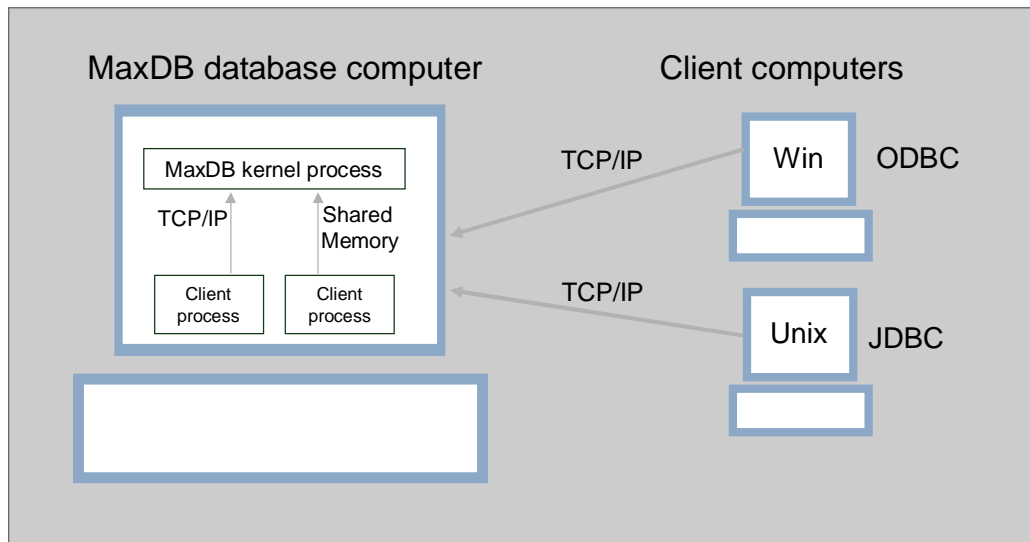 MaxDB database computer
Client computers
MaxDB kernel process
TCP/IP
Shared
Memory
Client
process
Client
process
TCP/IP
Win
ODBC
TCP/IP
Unix
JDBC